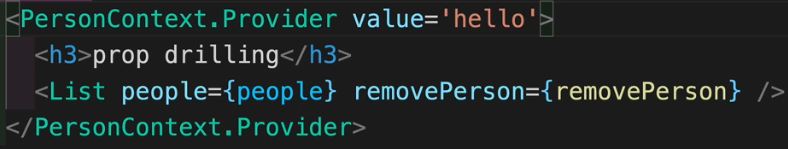 <PersonContext.Provider value='hello'>
<h3>prop drilling</h3>
<List people={people} removePerson={removePerson} />
</PersonContext.Provider>